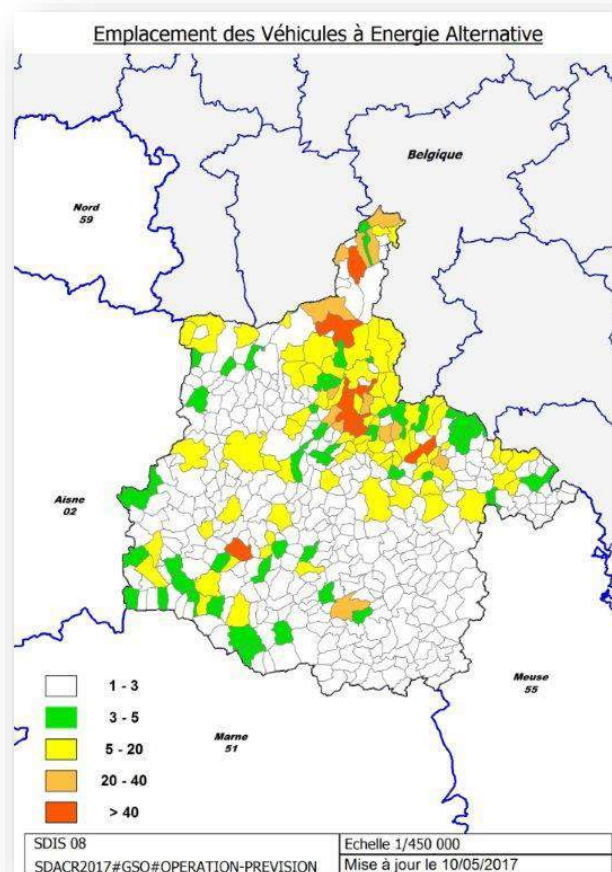 Emplacement des Véhicules à Energie Alternative
Belgique
Nord
59
Aisne
02
Meuse
55
Marne
51
1 - 3
3 - 5
5 - 20
20 - 40
> 40
SDIS 08
Echelle 1/450 000
SDACR2017#GSO#OPERATION-PREVISION
Mise à jour le 10/05/2017